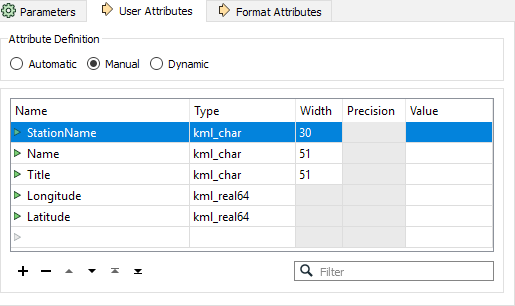 Parameters User Attributes Format Attributes
Attribute Definition
Automatic Manual Dynamic
Name Type Width Precision Value
StationName kml_char 30
Name kml_char 51
Title kml_char 51
Longitude kml_real64
Latitude kml_real64
Filter